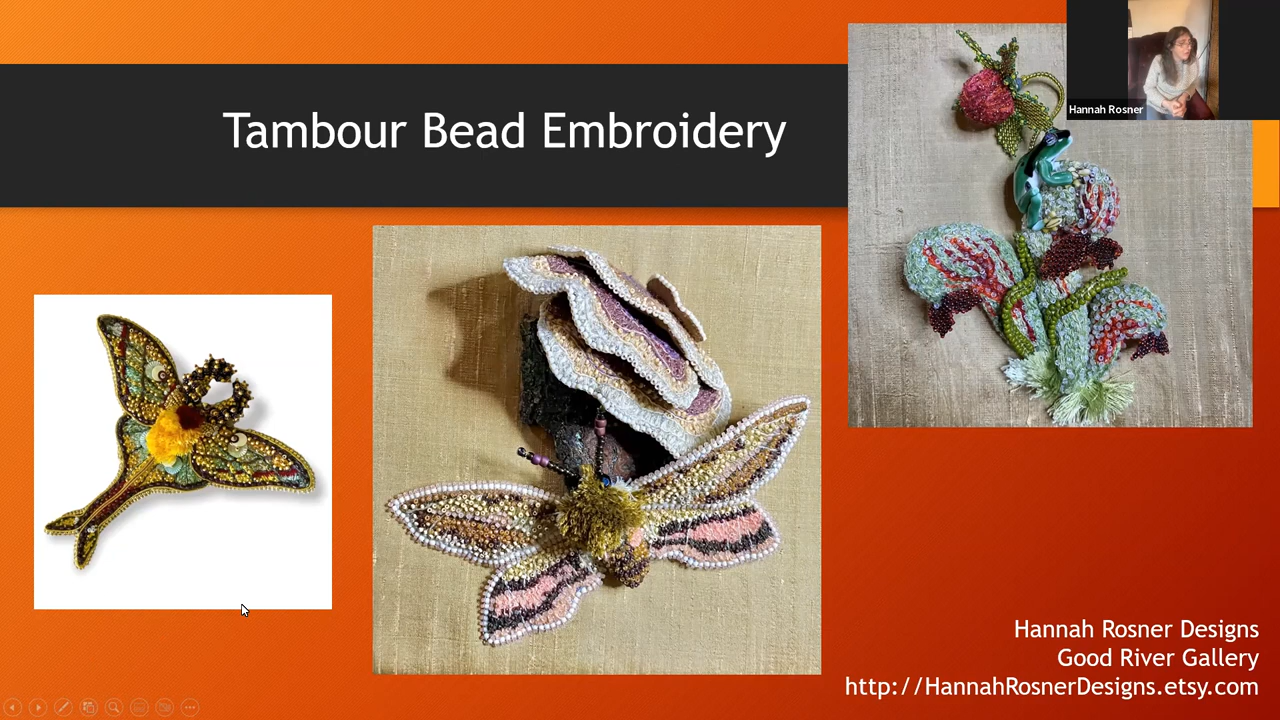 Tambour Bead Embroidery
Hannah Rosner
Hannah Rosner Designs
Good River Gallery
http://HannahRosnerDesigns.etsy.com